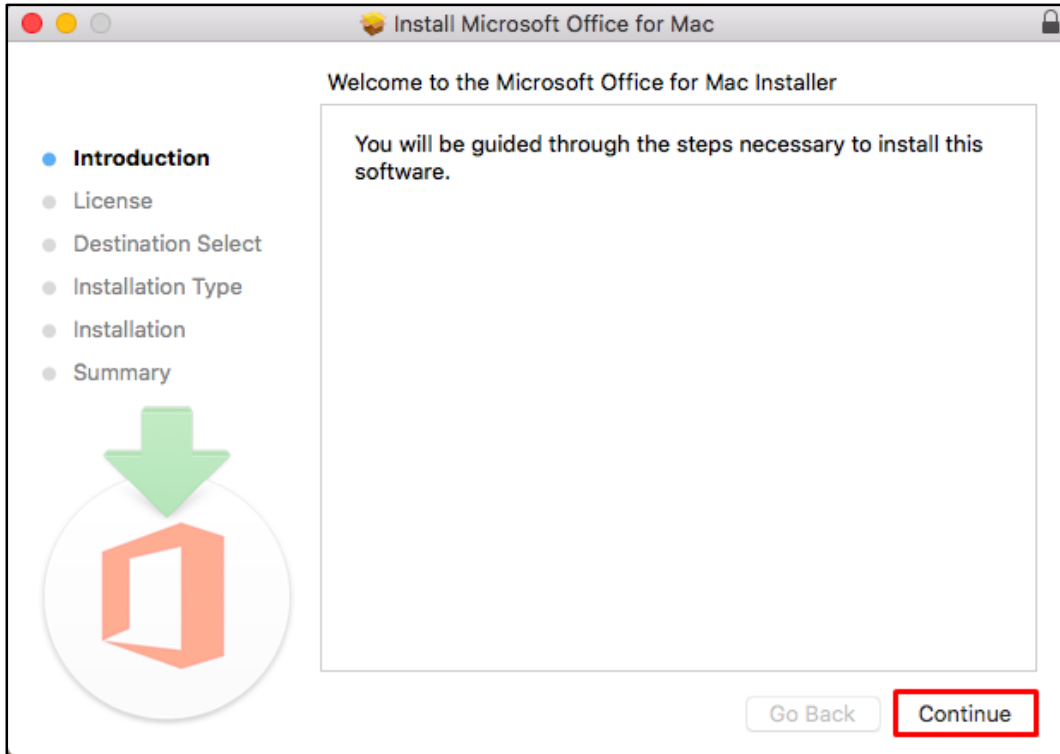 Install Microsoft Office for Mac
Welcome to the Microsoft Office for Mac Installer
Introduction
License
Destination Select
Installation Type
Installation
Summary
You will be guided through the steps necessary to install this
software.
Go Back
Continue